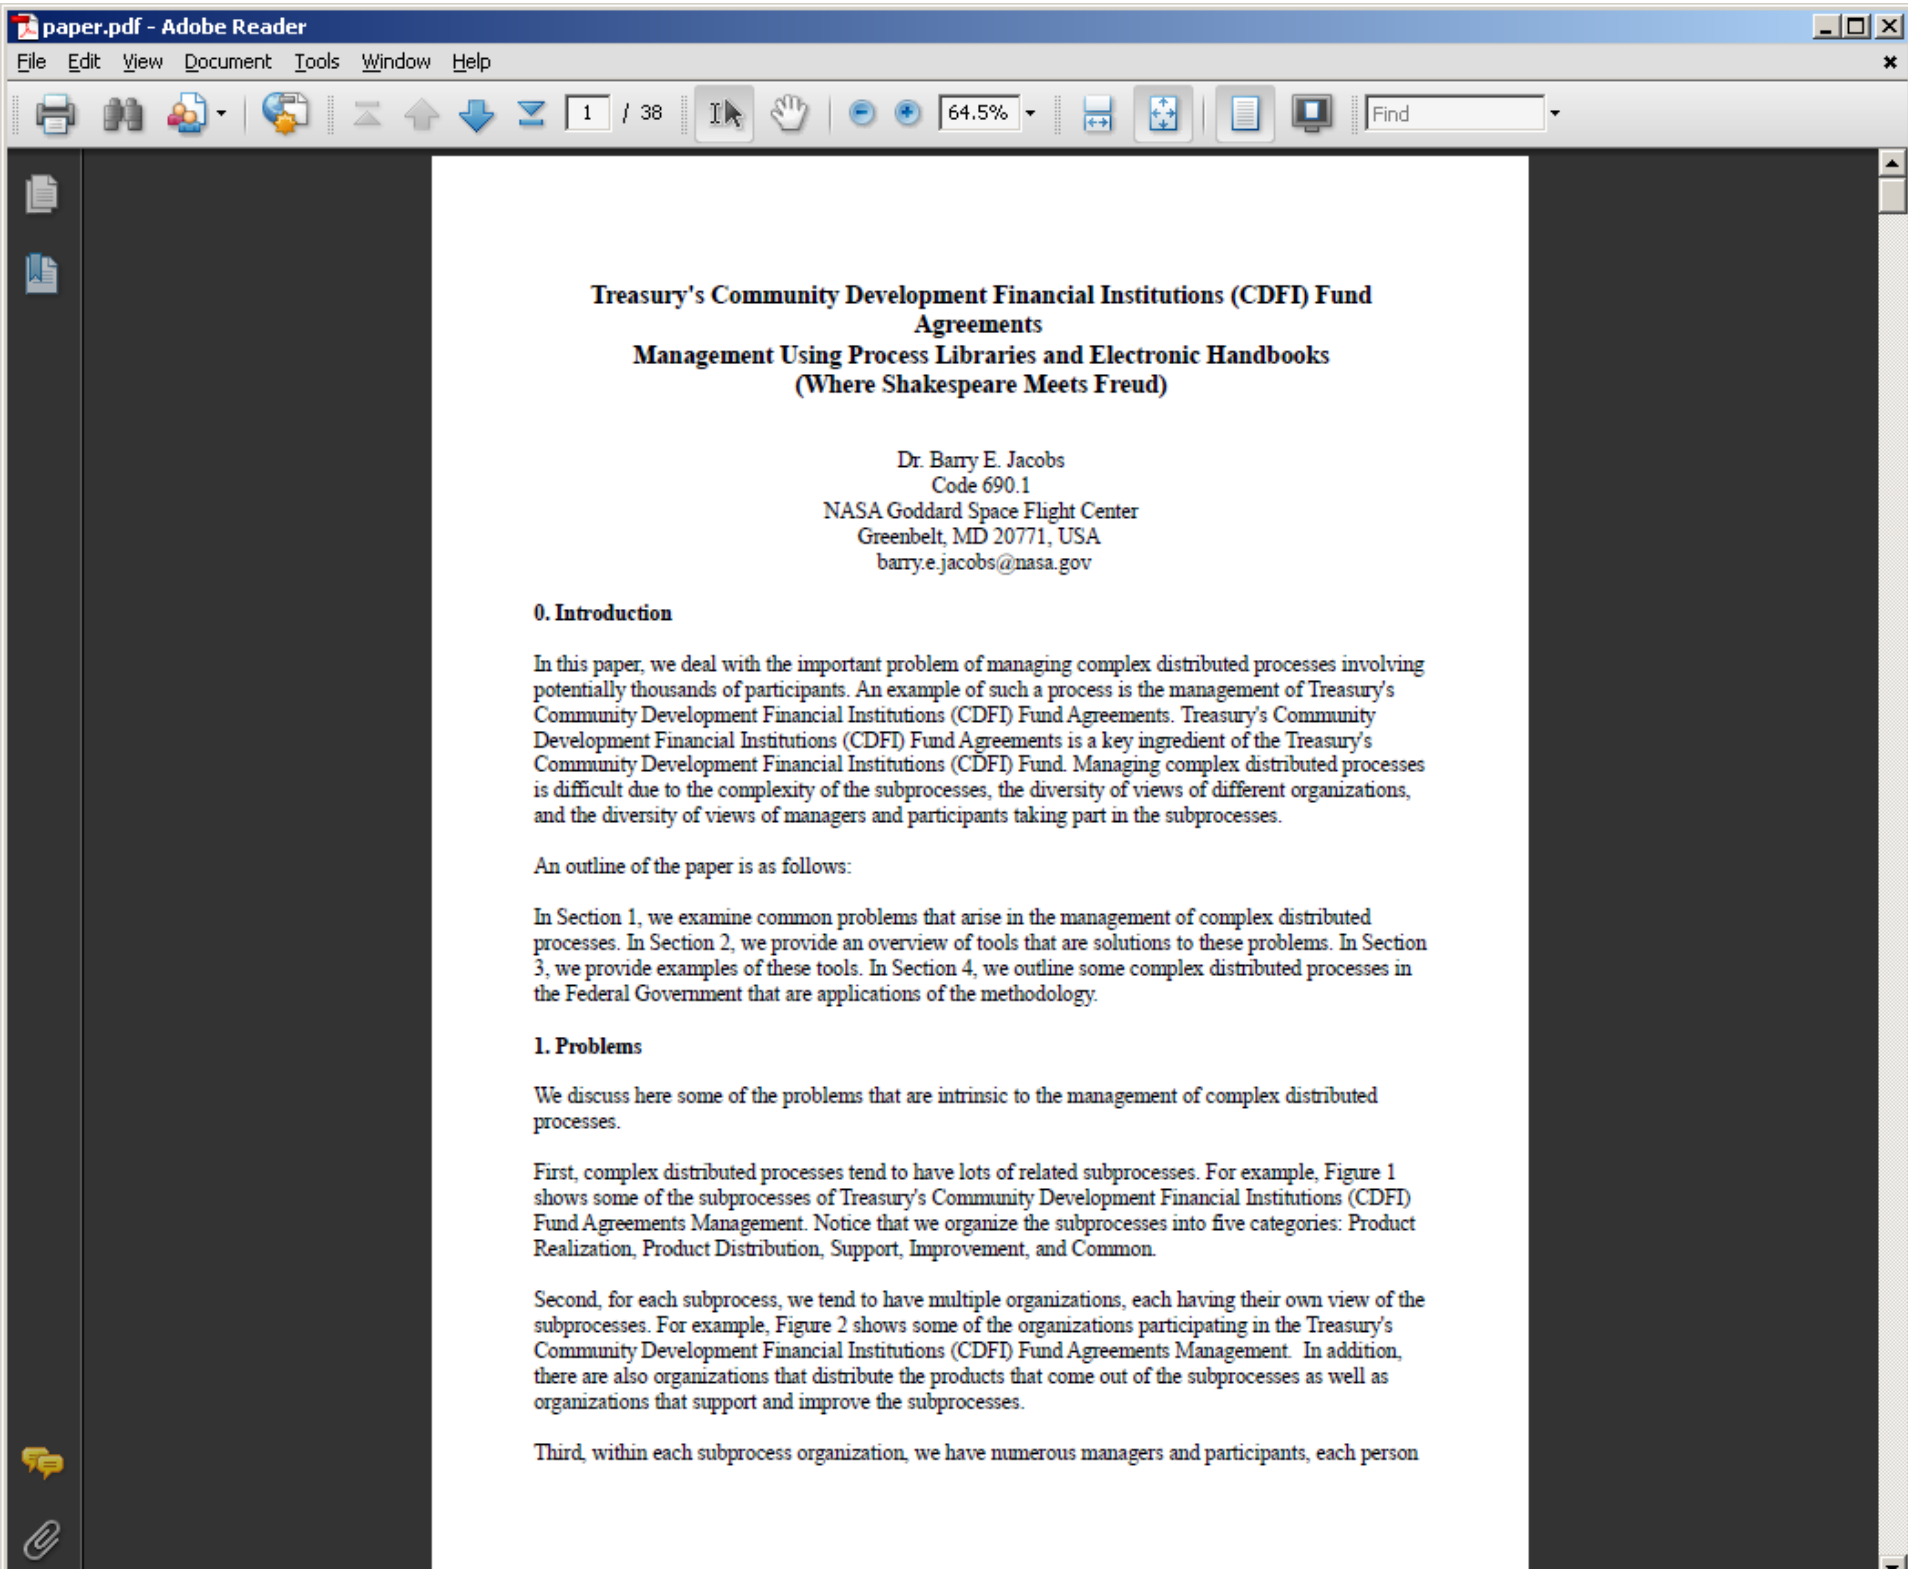 paper.pdf - Adobe Reader
File Edit View Document Tools Window Help
1 / 38 64.5% Find
Treasury's Community Development Financial Institutions (CDFI) Fund
Agreements
Management Using Process Libraries and Electronic Handbooks
(Where Shakespeare Meets Freud)
Dr. Barry E. Jacobs
Code 690.1
NASA Goddard Space Flight Center
Greenbelt, MD 20771, USA
barry.e.jacobs@nasa.gov
0. Introduction
In this paper, we deal with the important problem of managing complex distributed processes involving
potentially thousands of participants. An example of such a process is the management of Treasury's
Community Development Financial Institutions (CDFI) Fund Agreements. Treasury's Community
Development Financial Institutions (CDFI) Fund Agreements is a key ingredient of the Treasury's
Community Development Financial Institutions (CDFI) Fund. Managing complex distributed processes
is difficult due to the complexity of the subprocesses, the diversity of views of different organizations,
and the diversity of views of managers and participants taking part in the subprocesses.
An outline of the paper is as follows:
In Section 1, we examine common problems that arise in the management of complex distributed
processes. In Section 2, we provide an overview of tools that are solutions to these problems. In Section
3, we provide examples of these tools. In Section 4, we outline some complex distributed processes in
the Federal Government that are applications of the methodology.
1. Problems
We discuss here some of the problems that are intrinsic to the management of complex distributed
processes.
First, complex distributed processes tend to have lots of related subprocesses. For example, Figure 1
shows some of the subprocesses of Treasury's Community Development Financial Institutions (CDFI)
Fund Agreements Management. Notice that we organize the subprocesses into five categories: Product
Realization, Product Distribution, Support, Improvement, and Common.
Second, for each subprocess, we tend to have multiple organizations, each having their own view of the
subprocesses. For example, Figure 2 shows some of the organizations participating in the Treasury's
Community Development Financial Institutions (CDFI) Fund Agreements Management.  In addition,
there are also organizations that distribute the products that come out of the subprocesses as well as
organizations that support and improve the subprocesses.
Third, within each subprocess organization, we have numerous managers and participants, each person